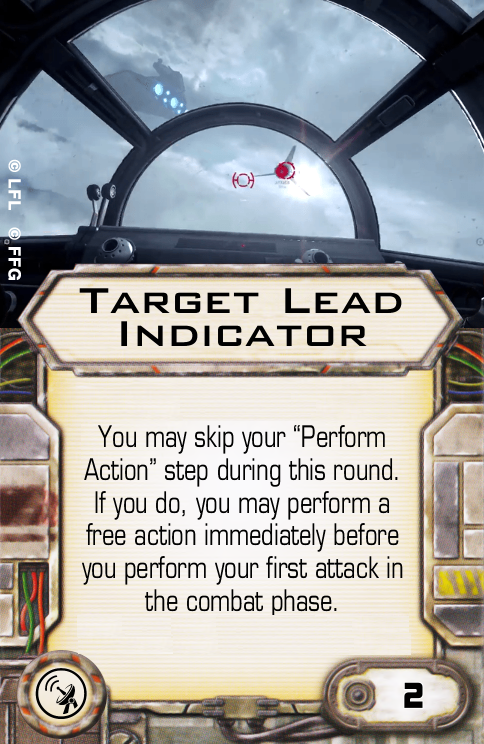 © LFL © FFG
Target Lead
Indicator
You may skip your “Perform
Action” step during this round.
If you do, you may perform a
free action immediately before
you perform your first attack in
the combat phase.
2